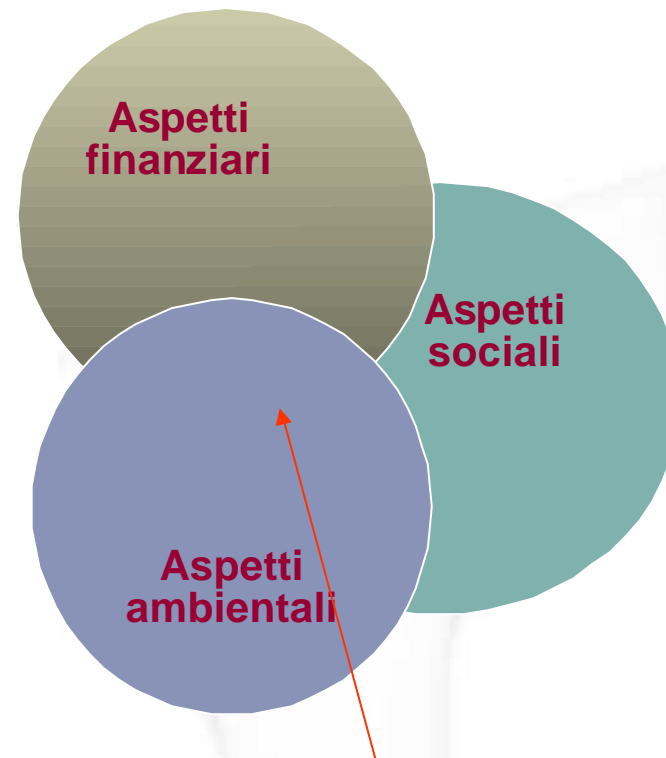 Aspetti
finanziari
Aspetti
sociali
Aspetti
ambientali